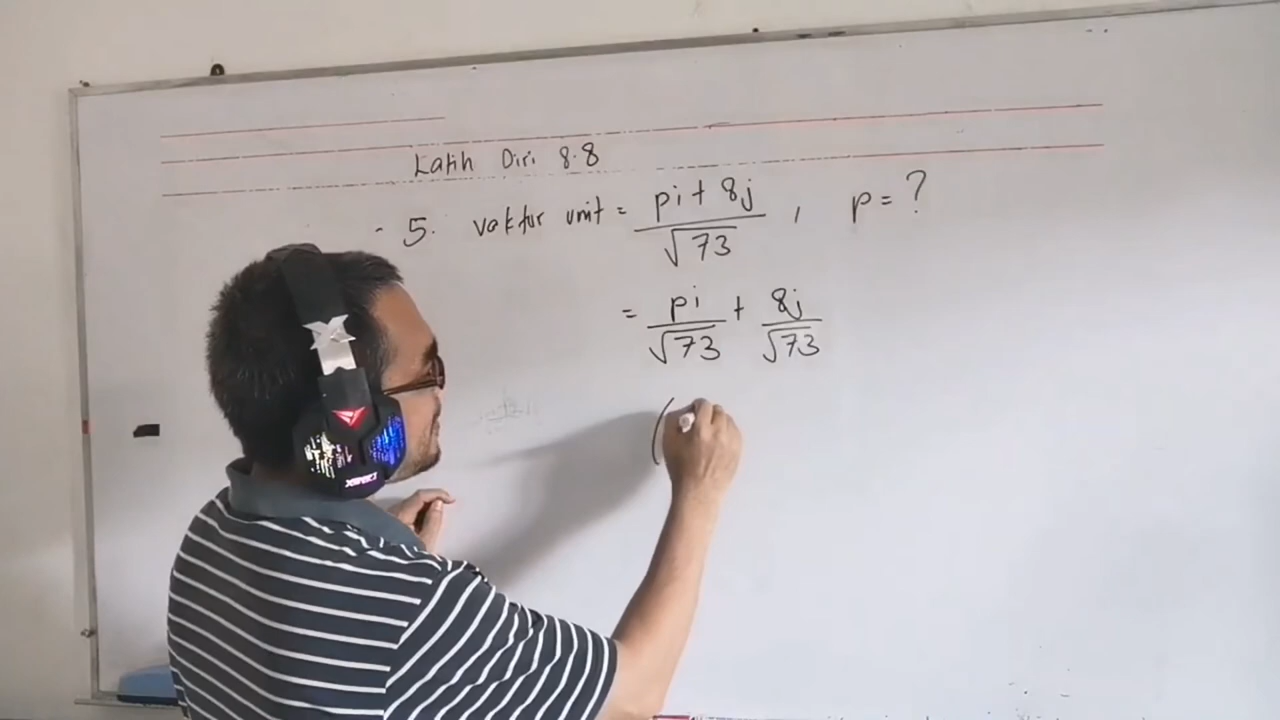 Latih Diri 8.8
5. vektor unit = pi + 8j / √73 , p = ?
= pi / √73 + 8j / √73
(